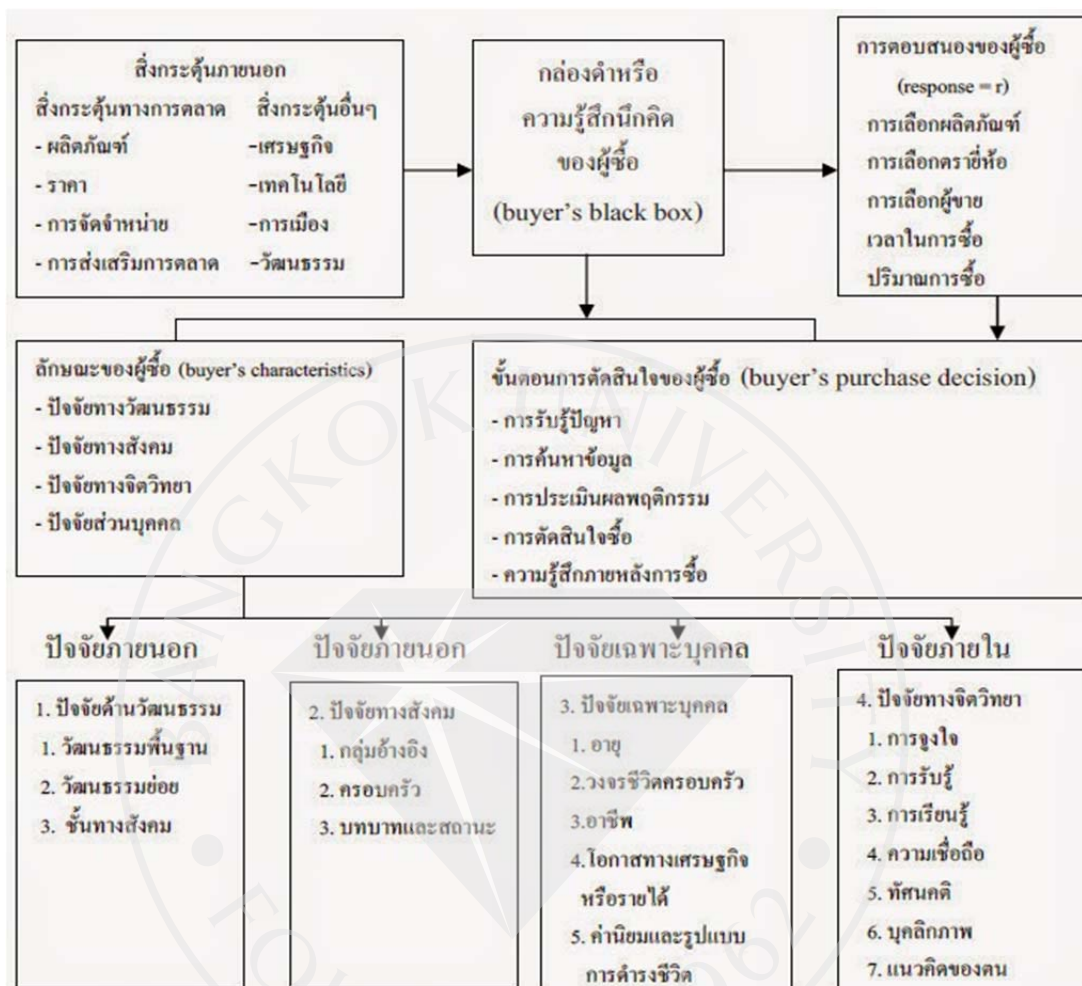 สิ่งกระตุ้นภายนอก
สิ่งกระตุ้นทางการตลาด สิ่งกระตุ้นอื่นๆ
- ผลิตภัณฑ์ -เศรษฐกิจ
- ราคา -เทคโนโลยี
- การจัดจำหน่าย -การเมือง
- การส่งเสริมการตลาด -วัฒนธรรม
กล่องดำหรือ
ความรู้สึกนึกคิด
ของผู้ซื้อ
(buyer's black box)
การตอบสนองของผู้ซื้อ
(response = r)
การเลือกผลิตภัณฑ์
การเลือกตรายี่ห้อ
การเลือกผู้ขาย
เวลาในการซื้อ
ปริมาณการซื้อ
ลักษณะของผู้ซื้อ (buyer's characteristics)
- ปัจจัยทางวัฒนธรรม
- ปัจจัยทางสังคม
- ปัจจัยทางจิตวิทยา
- ปัจจัยส่วนบุคคล
ขั้นตอนการตัดสินใจของผู้ซื้อ (buyer's purchase decision)
- การรับรู้ปัญหา
- การค้นหาข้อมูล
- การประเมินผลพฤติกรรม
- การตัดสินใจซื้อ
- ความรู้สึกภายหลังการซื้อ
ปัจจัยภายนอก
1. ปัจจัยด้านวัฒนธรรม
1. วัฒนธรรมพื้นฐาน
2. วัฒนธรรมย่อย
3. ชั้นทางสังคม
ปัจจัยภายนอก
2. ปัจจัยทางสังคม
1. กลุ่มอ้างอิง
2. ครอบครัว
3. บทบาทและสถานะ
ปัจจัยเฉพาะบุคคล
3. ปัจจัยเฉพาะบุคคล
1. อายุ
2.วงจรชีวิตครอบครัว
3.อาชีพ
4.โอกาสทางเศรษฐกิจ
หรือรายได้
5. ค่านิยมและรูปแบบ
การดำรงชีวิต
ปัจจัยภายใน
4. ปัจจัยทางจิตวิทยา
1. การจูงใจ
2. การรับรู้
3. การเรียนรู้
4. ความเชื่อถือ
5. ทัศนคติ
6. บุคลิกภาพ
7. แนวคิดของตน
BANGKOK UNIVERSITY